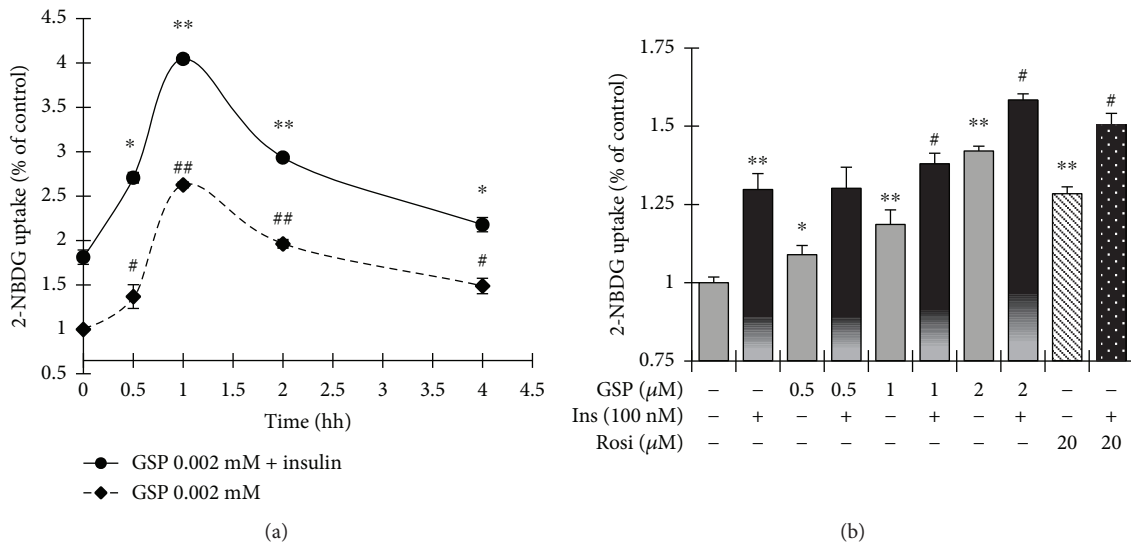 4.5
4
3.5
3
2.5
2
1.5
1
0.5
2-NBDG uptake (% of control)
**
*
**
*
##
##
#
#
0 0.5 1 1.5 2 2.5 3 3.5 4 4.5
Time (hh)
GSP 0.002 mM + insulin
GSP 0.002 mM
(a)
1.75
1.5
1.25
1
0.75
2-NBDG uptake (% of control)
** * ** # ** # ** #
GSP (μM) – – 0.5 0.5 1 1 2 2 – –
Ins (100 nM) – + – + – + – + – +
Rosi (μM) – – – – – – – – 20 20
(b)